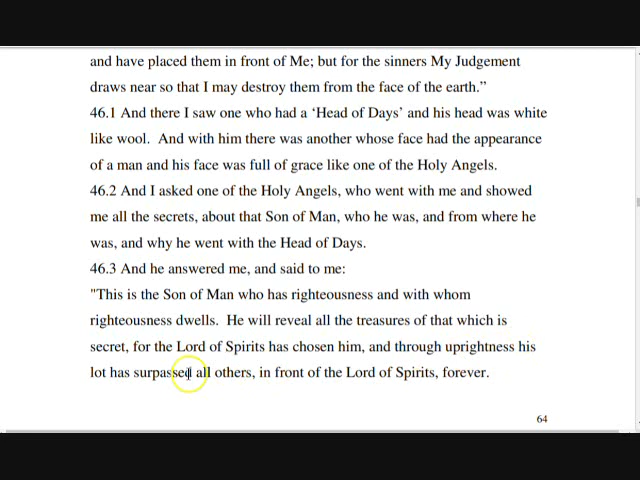 and have placed them in front of Me; but for the sinners My Judgement
draws near so that I may destroy them from the face of the earth.”
46.1 And there I saw one who had a ‘Head of Days’ and his head was white
like wool.  And with him there was another whose face had the appearance
of a man and his face was full of grace like one of the Holy Angels.
46.2 And I asked one of the Holy Angels, who went with me and showed
me all the secrets, about that Son of Man, who he was, and from where he
was, and why he went with the Head of Days.
46.3 And he answered me, and said to me:
"This is the Son of Man who has righteousness and with whom
righteousness dwells.  He will reveal all the treasures of that which is
secret, for the Lord of Spirits has chosen him, and through uprightness his
lot has surpassed all others, in front of the Lord of Spirits, forever.
64